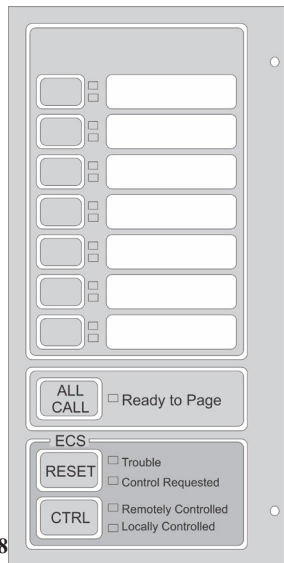 ALL
CALL
Ready to Page
ECS
RESET
Trouble
Control Requested
CTRL
Remotely Controlled
Locally Controlled
8